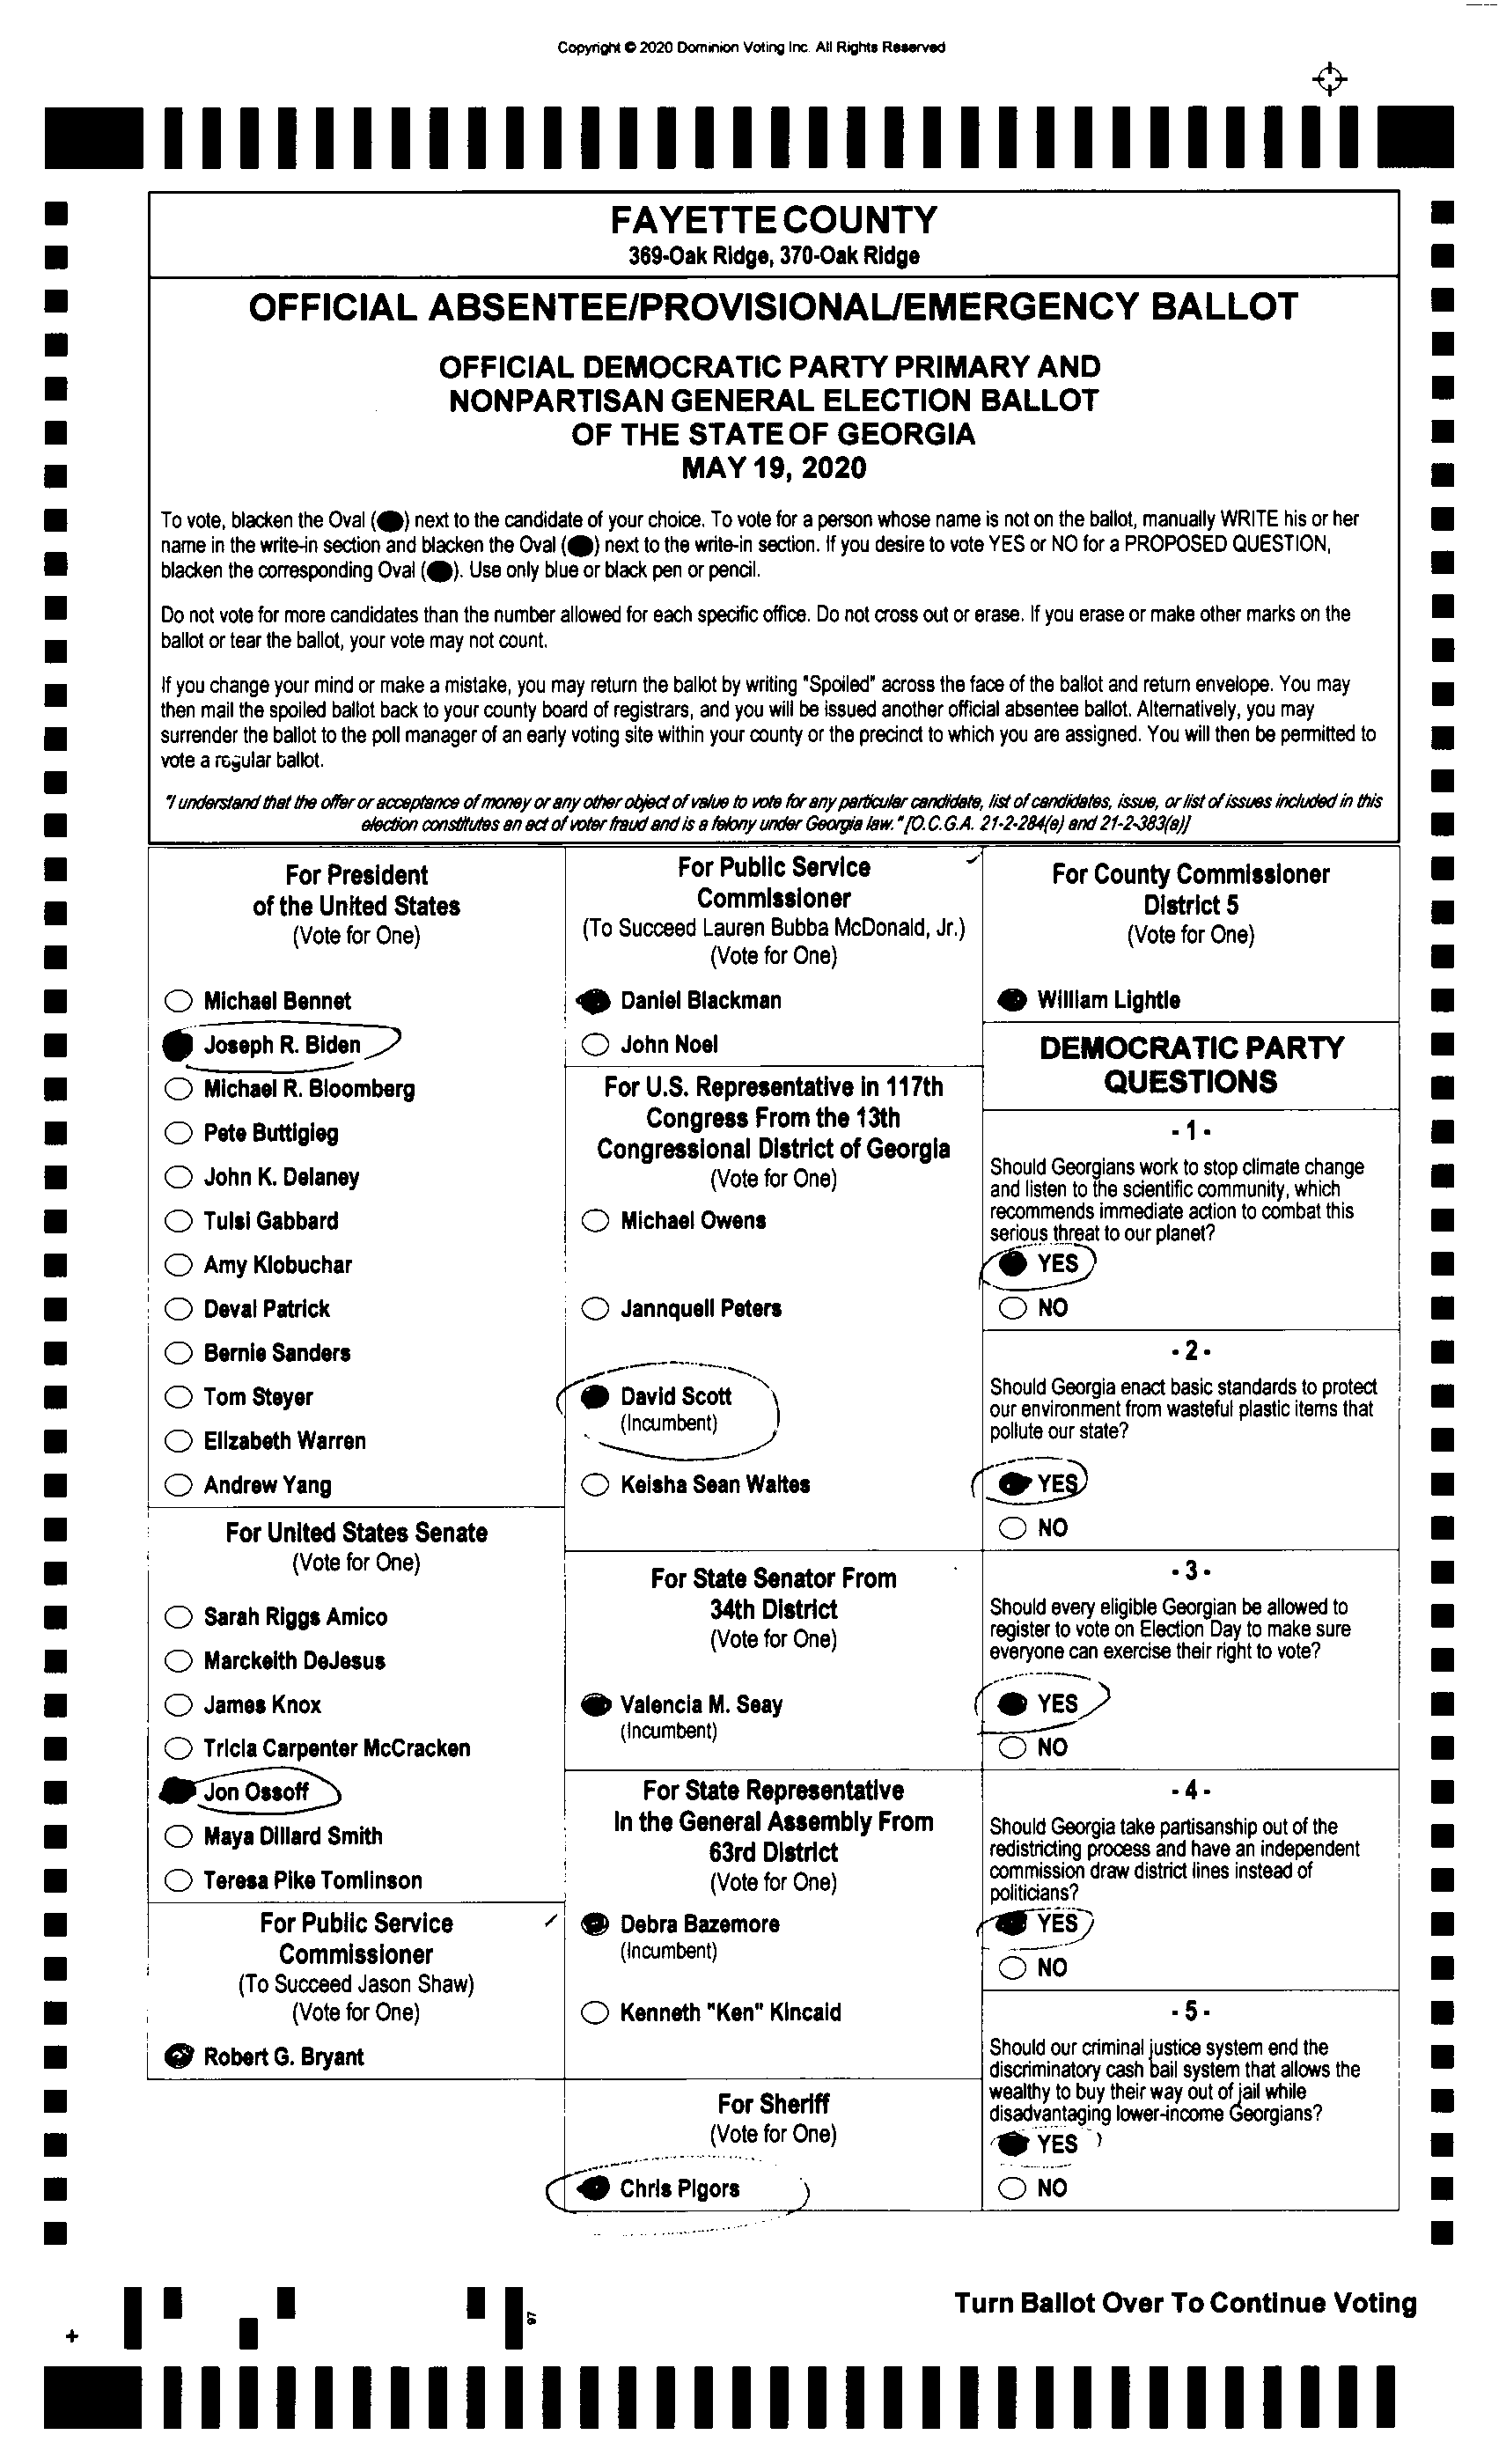 Copyright © 2020 Dominion Voting Inc. All Rights Reserved
FAYETTE COUNTY
369-Oak Ridge, 370-Oak Ridge
OFFICIAL ABSENTEE/PROVISIONAL/EMERGENCY BALLOT
OFFICIAL DEMOCRATIC PARTY PRIMARY AND
NONPARTISAN GENERAL ELECTION BALLOT
OF THE STATE OF GEORGIA
MAY 19, 2020
To vote, blacken the Oval (●) next to the candidate of your choice. To vote for a person whose name is not on the ballot, manually WRITE his or her
name in the write-in section and blacken the Oval (●) next to the write-in section. If you desire to vote YES or NO for a PROPOSED QUESTION,
blacken the corresponding Oval (●). Use only blue or black pen or pencil.
Do not vote for more candidates than the number allowed for each specific office. Do not cross out or erase. If you erase or make other marks on the
ballot or tear the ballot, your vote may not count.
If you change your mind or make a mistake, you may return the ballot by writing "Spoiled" across the face of the ballot and return envelope. You may
then mail the spoiled ballot back to your county board of registrars, and you will be issued another official absentee ballot. Alternatively, you may
surrender the ballot to the poll manager of an early voting site within your county or the precinct to which you are assigned. You will then be permitted to
vote a regular ballot.
"I understand that the offer or acceptance of money or any other object of value to vote for any particular candidate, list of candidates, issue, or list of issues included in this
election constitutes an act of voter fraud and is a felony under Georgia law." [O.C.G.A. 21-2-284(e) and 21-2-383(a)]
For President
of the United States
(Vote for One)
Michael Bennet
Joseph R. Biden
Michael R. Bloomberg
Pete Buttigieg
John K. Delaney
Tulsi Gabbard
Amy Klobuchar
Deval Patrick
Bernie Sanders
Tom Steyer
Elizabeth Warren
Andrew Yang
For United States Senate
(Vote for One)
Sarah Riggs Amico
Marckeith DeJesus
James Knox
Tricia Carpenter McCracken
Jon Ossoff
Maya Dillard Smith
Teresa Pike Tomlinson
For Public Service
Commissioner
(To Succeed Jason Shaw)
(Vote for One)
Robert G. Bryant
For Public Service
Commissioner
(To Succeed Lauren Bubba McDonald, Jr.)
(Vote for One)
Daniel Blackman
John Noel
For U.S. Representative in 117th
Congress From the 13th
Congressional District of Georgia
(Vote for One)
Michael Owens
Jannquell Peters
David Scott
(Incumbent)
Keisha Sean Waites
For State Senator From
34th District
(Vote for One)
Valencia M. Seay
(Incumbent)
For State Representative
In the General Assembly From
63rd District
(Vote for One)
Debra Bazemore
(Incumbent)
Kenneth "Ken" Kincaid
For Sheriff
(Vote for One)
Chris Pigors
For County Commissioner
District 5
(Vote for One)
William Lightle
DEMOCRATIC PARTY
QUESTIONS
- 1 -
Should Georgians work to stop climate change
and listen to the scientific community, which
recommends immediate action to combat this
serious threat to our planet?
YES
NO
- 2 -
Should Georgia enact basic standards to protect
our environment from wasteful plastic items that
pollute our state?
YES
NO
- 3 -
Should every eligible Georgian be allowed to
register to vote on Election Day to make sure
everyone can exercise their right to vote?
YES
NO
- 4 -
Should Georgia take partisanship out of the
redistricting process and have an independent
commission draw district lines instead of
politicians?
YES
NO
- 5 -
Should our criminal justice system end the
discriminatory cash bail system that allows the
wealthy to buy their way out of jail while
disadvantaging lower-income Georgians?
YES
NO
Turn Ballot Over To Continue Voting